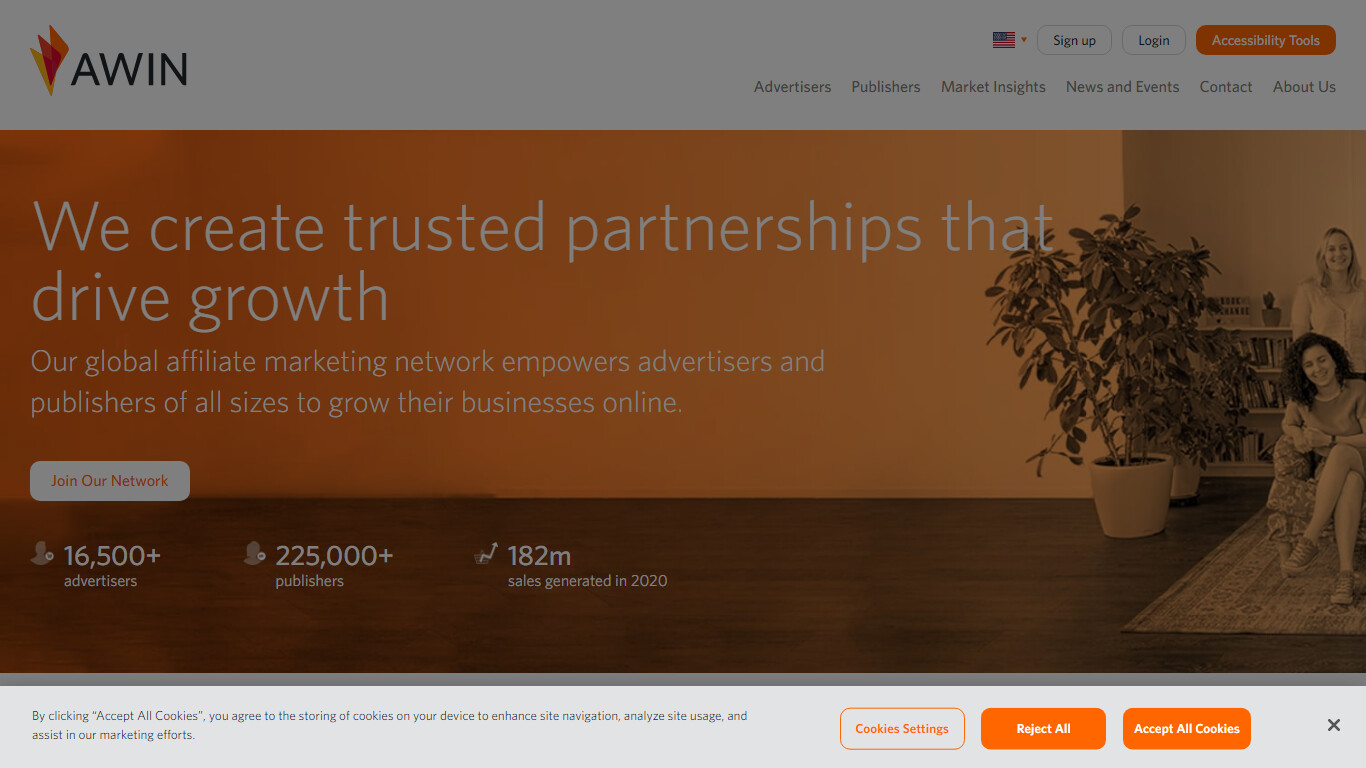 AWIN
Sign up
Login
Accessibility Tools
Advertisers
Publishers
Market Insights
News and Events
Contact
About Us
We create trusted partnerships that
drive growth
Our global affiliate marketing network empowers advertisers and
publishers of all sizes to grow their businesses online.
Join Our Network
16,500+
advertisers
225,000+
publishers
182m
sales generated in 2020
By clicking “Accept All Cookies”, you agree to the storing of cookies on your device to enhance site navigation, analyze site usage, and
assist in our marketing efforts.
Cookies Settings
Reject All
Accept All Cookies